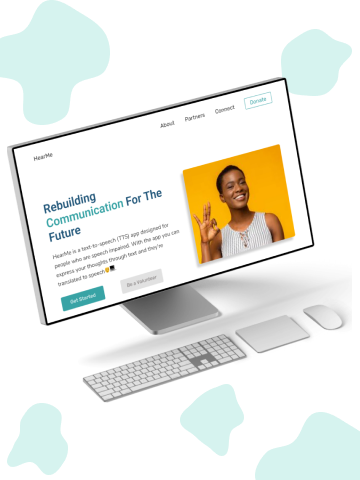 HearMe
About
Partners
Connect
Donate
Rebuilding
Communication For The
Future
HearMe is a text-to-speech (TTS) app designed for
people who are speech impaired. With the app you can
express your thoughts through text and they're
translated to speech
Get Started
Be a Volunteer